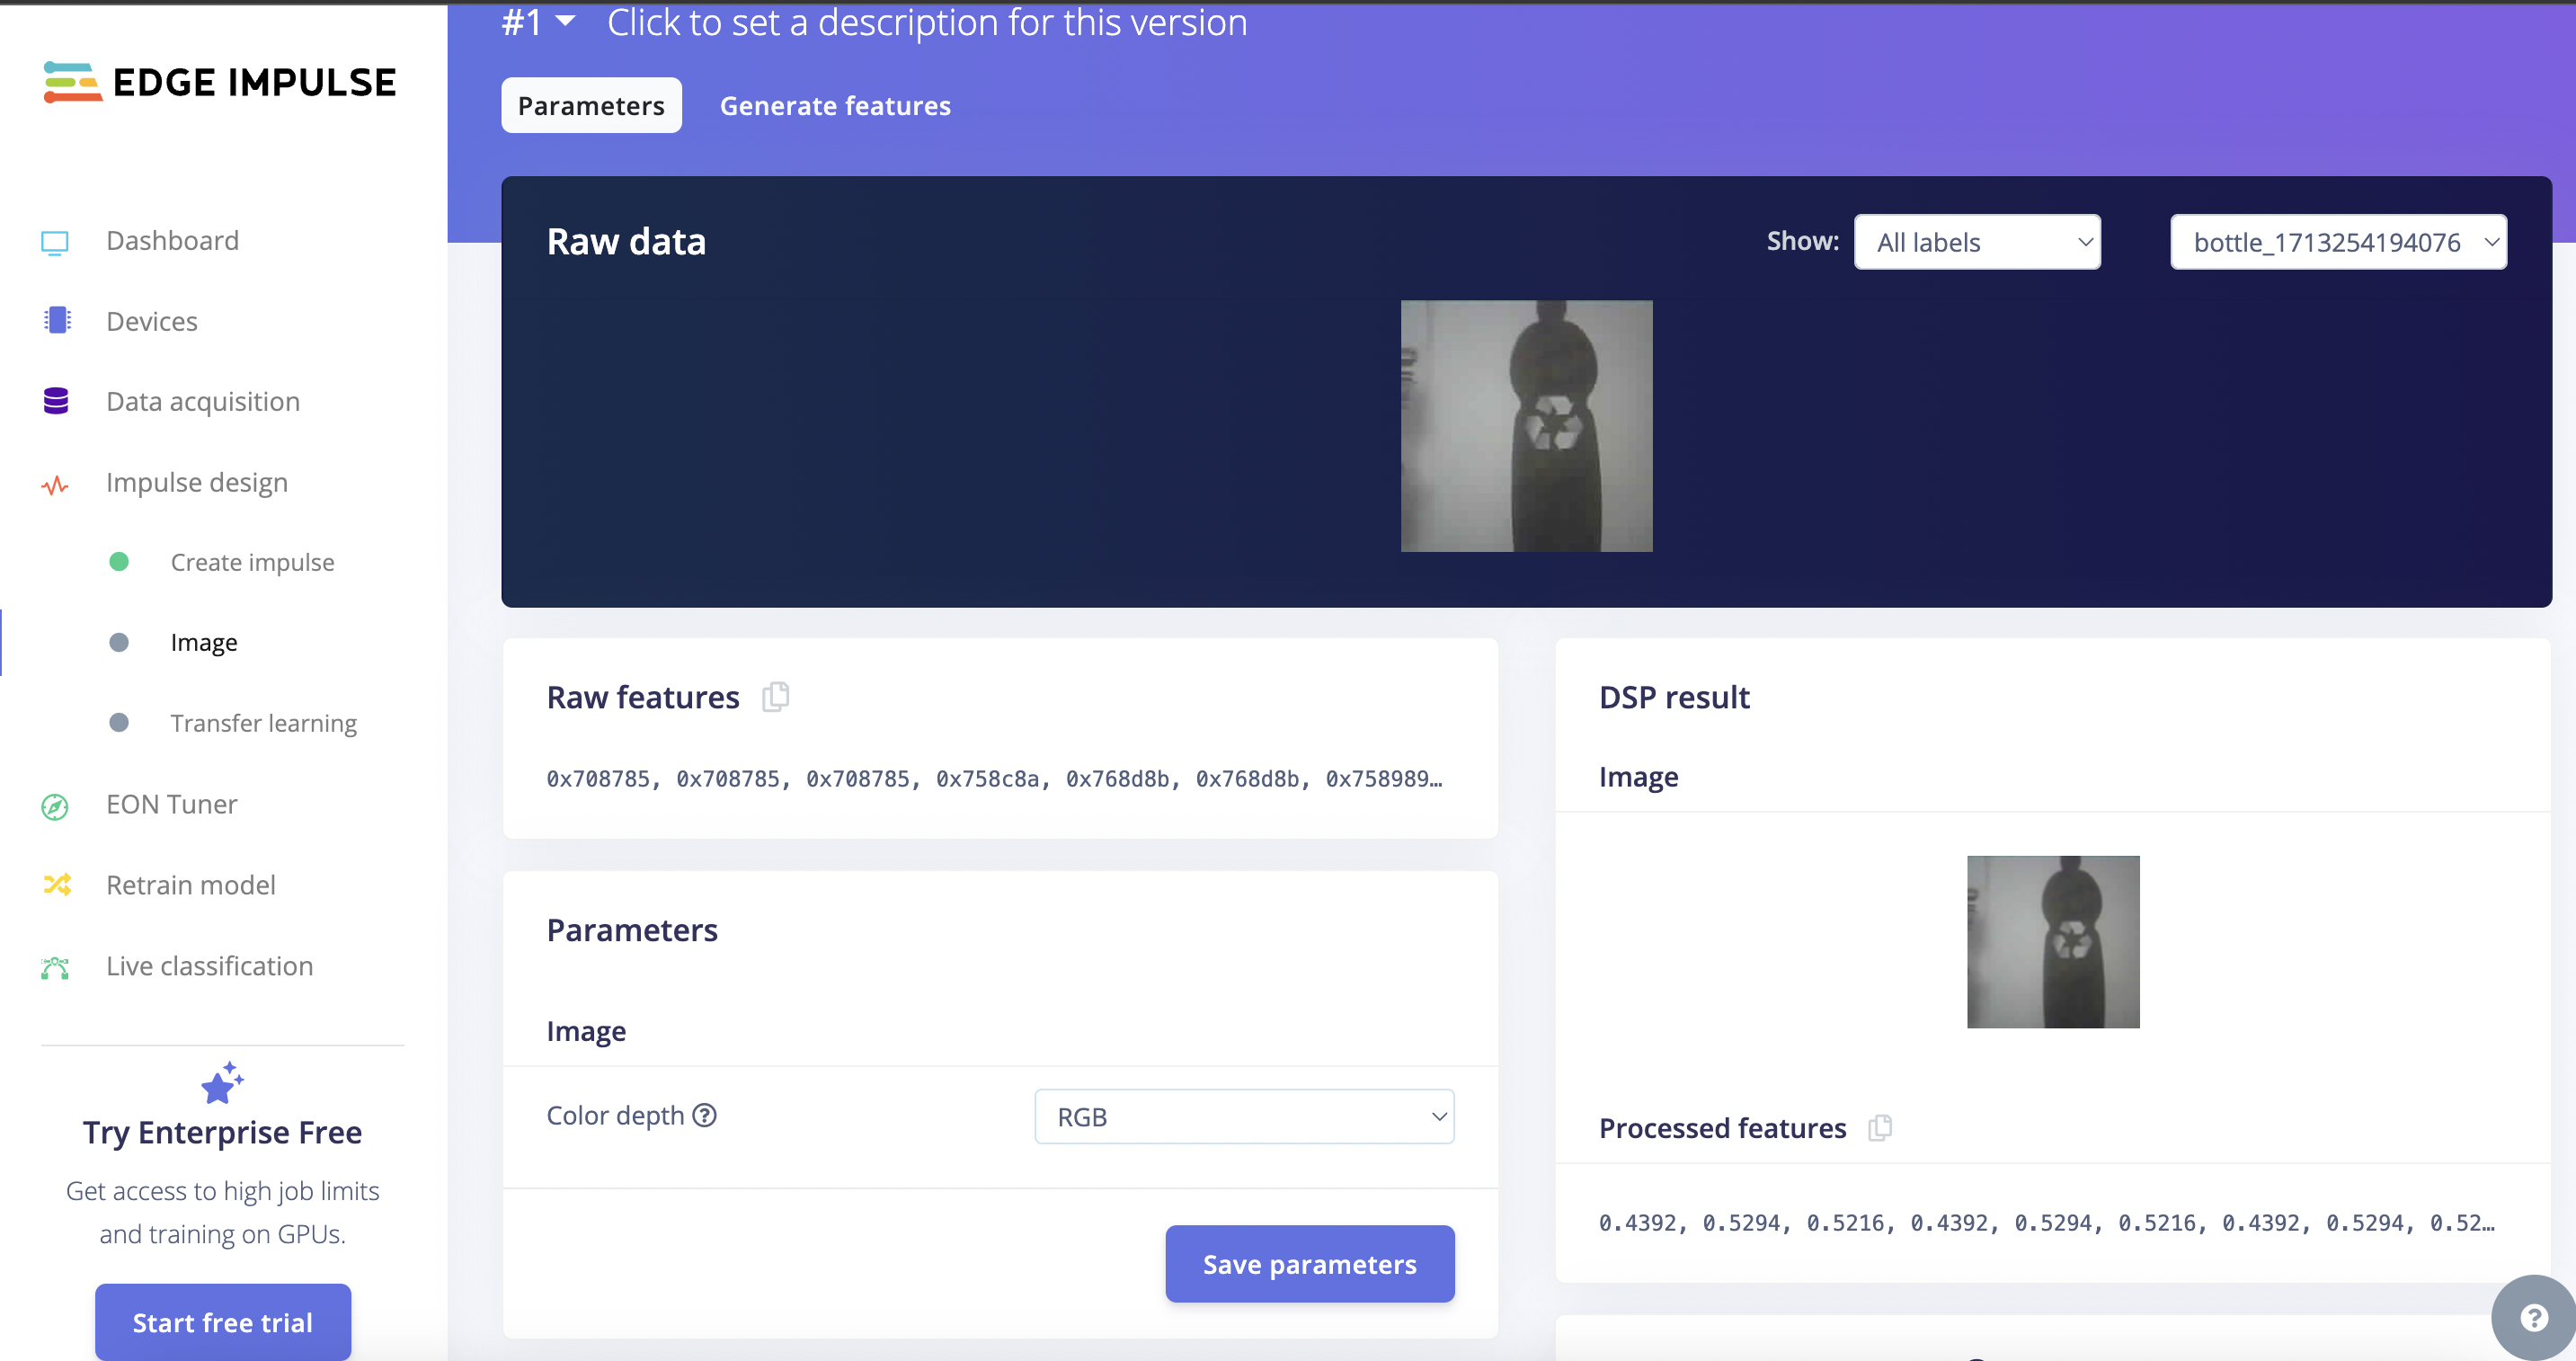 #1 Click to set a description for this version
EDGE IMPULSE
Parameters Generate features
Dashboard
Devices
Data acquisition
Impulse design
Create impulse
Image
Transfer learning
EON Tuner
Retrain model
Live classification
Try Enterprise Free
Get access to high job limits
and training on GPUs.
Start free trial
Raw data
Show: All labels bottle_1713254194076
Raw features
0x708785, 0x708785, 0x708785, 0x758c8a, 0x768d8b, 0x768d8b, 0x758989…
Parameters
Image
Color depth ? RGB
Save parameters
DSP result
Image
Processed features
0.4392, 0.5294, 0.5216, 0.4392, 0.5294, 0.5216, 0.4392, 0.5294, 0.52…
?